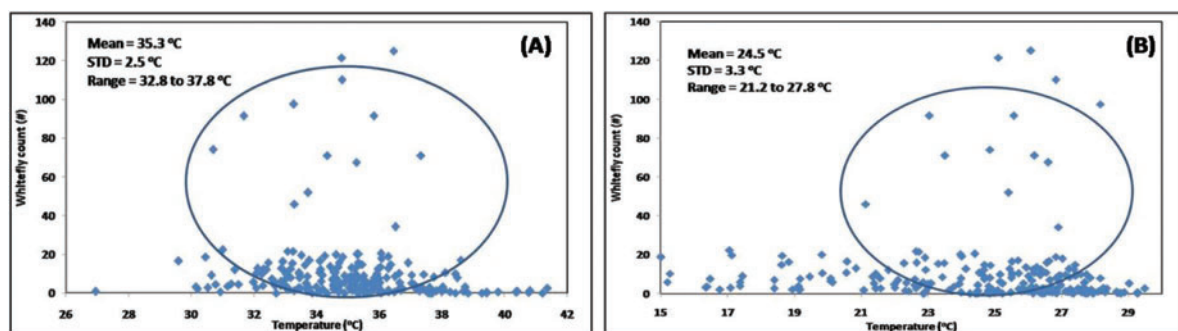 140
120
100
80
60
40
20
0
Whitefly count (#)
Mean = 35.3 °C
STD = 2.5 °C
Range = 32.8 to 37.8 °C
(A)
26 28 30 32 34 36 38 40 42
Temperature (°C)
140
120
100
80
60
40
20
0
Whitefly count (#)
Mean = 24.5 °C
STD = 3.3 °C
Range = 21.2 to 27.8 °C
(B)
15 17 19 21 23 25 27 29
Temperature (°C)